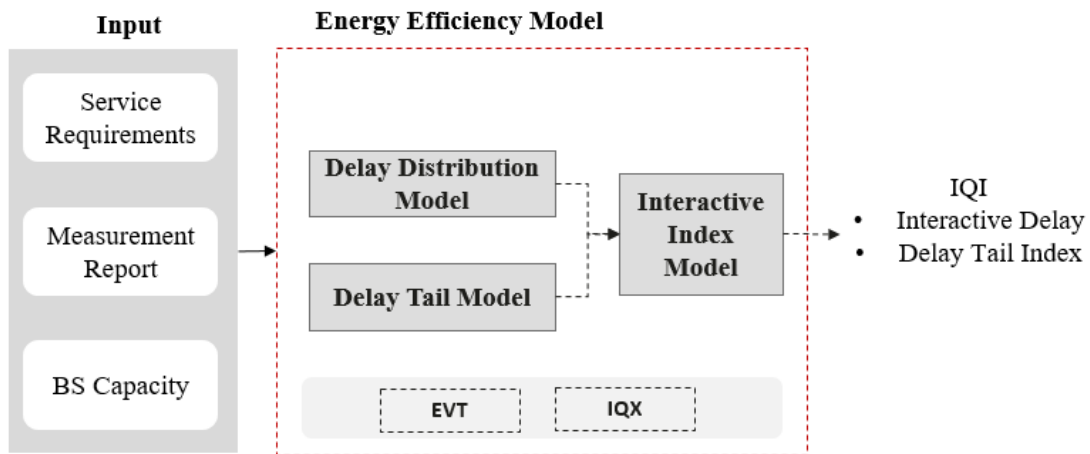 Input
Energy Efficiency Model
Service
Requirements
Measurement
Report
BS Capacity
Delay Distribution
Model
Delay Tail Model
Interactive
Index
Model
EVT
IQX
IQI
• Interactive Delay
• Delay Tail Index